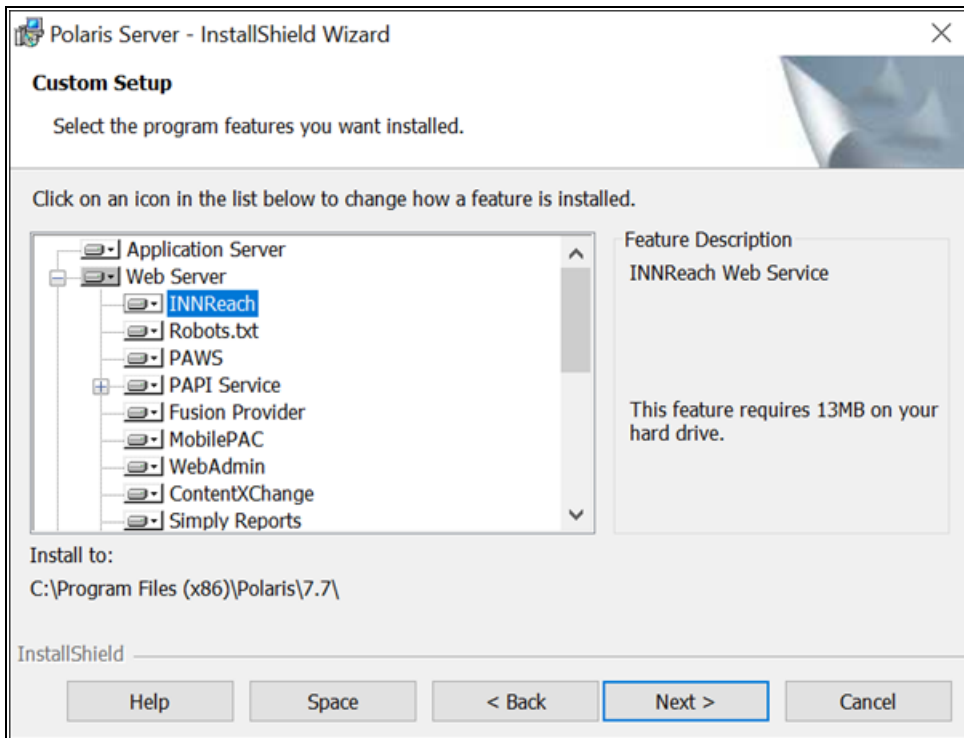 Polaris Server - InstallShield Wizard
Custom Setup
Select the program features you want installed.
Click on an icon in the list below to change how a feature is installed.
Application Server
Web Server
INNReach
Robots.txt
PAWS
PAPI Service
Fusion Provider
MobilePAC
WebAdmin
ContentXChange
Simply Reports
Feature Description
INNReach Web Service
This feature requires 13MB on your
hard drive.
Install to:
C:\Program Files (x86)\Polaris\7.7\
InstallShield
Help
Space
< Back
Next >
Cancel